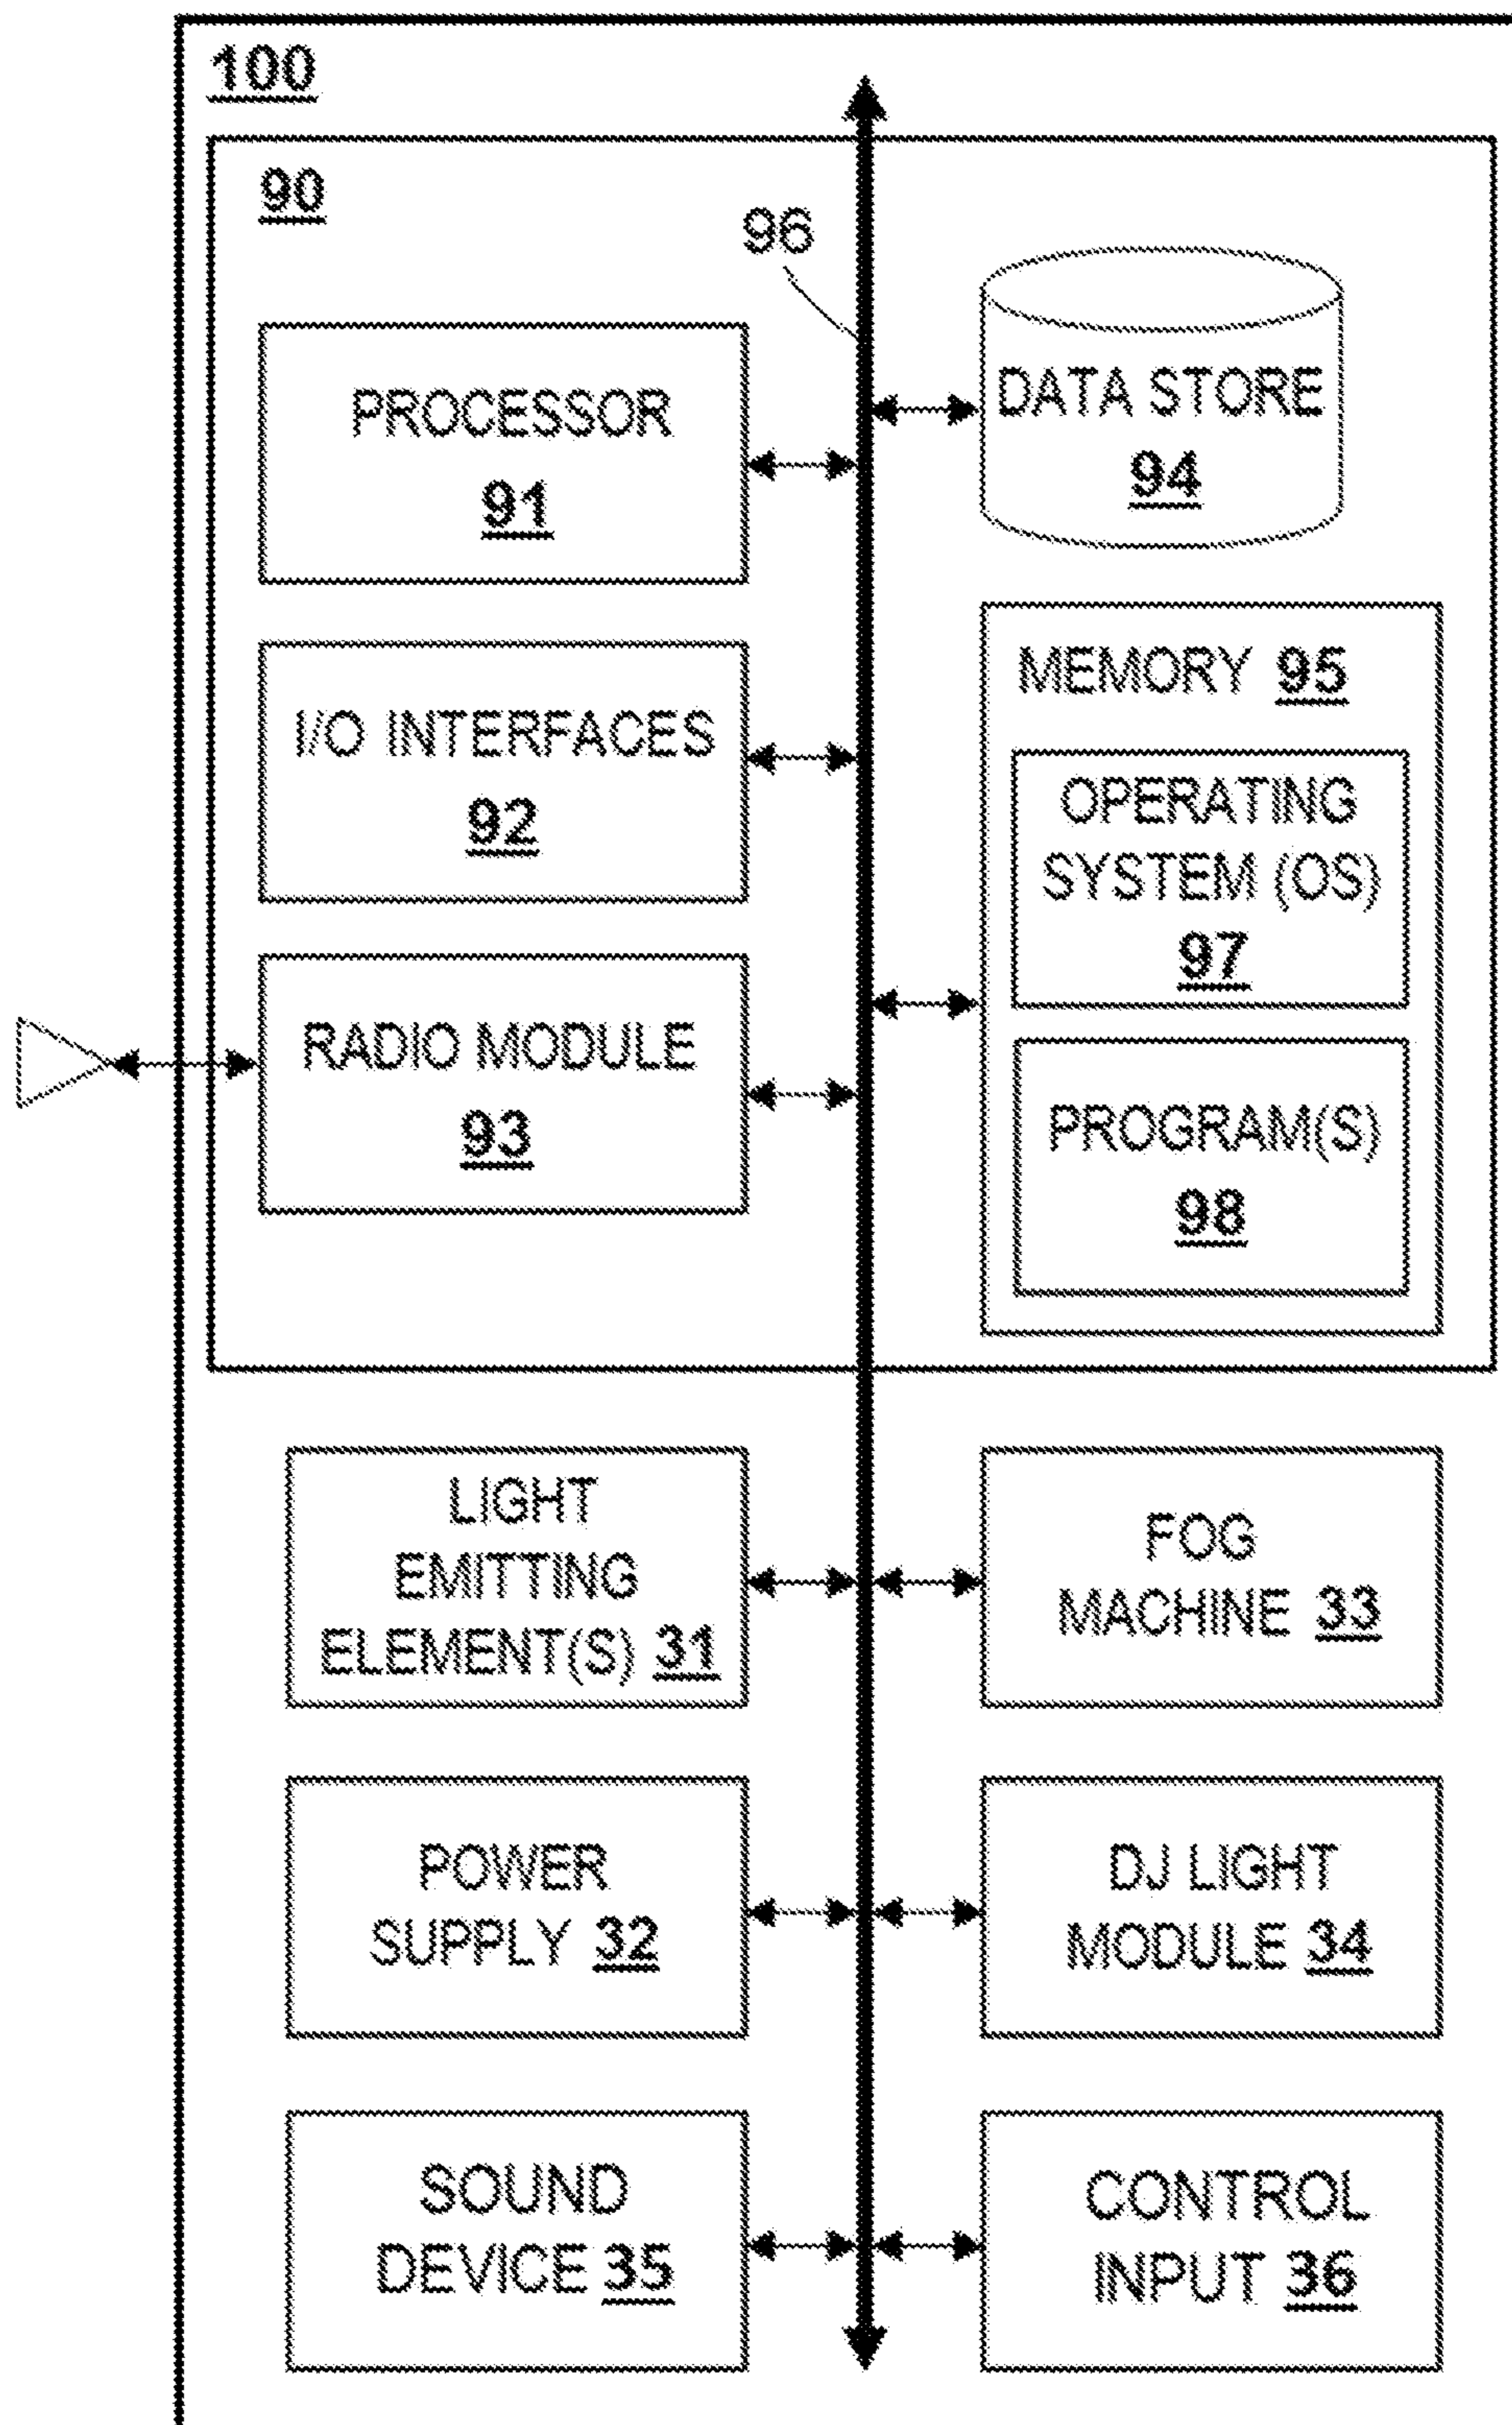 100
90
96
PROCESSOR
91
DATA STORE
94
I/O INTERFACES
92
MEMORY 95
OPERATING
SYSTEM (OS)
97
RADIO MODULE
93
PROGRAM(S)
98
LIGHT
EMITTING
ELEMENT(S) 31
FOG
MACHINE 33
POWER
SUPPLY 32
DJ LIGHT
MODULE 34
SOUND
DEVICE 35
CONTROL
INPUT 36